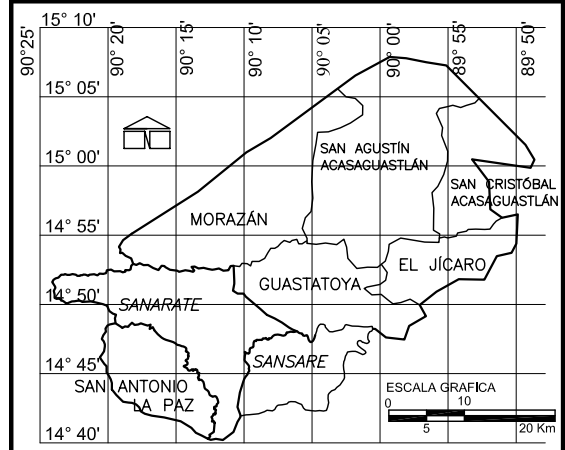 90° 25'
90° 20'
90° 15'
90° 10'
90° 05'
90° 00'
89° 55'
89° 50'
15° 10'
15° 05'
15° 00'
14° 55'
14° 50'
14° 45'
14° 40'
SAN AGUSTÍN
ACASAGUASTLÁN
SAN CRISTÓBAL
ACASAGUASTLÁN
MORAZÁN
EL JÍCARO
GUASTATOYA
SANARATE
SANSARE
SAN ANTONIO
LA PAZ
N
ESCALA GRAFICA
0 10
5 20 Km